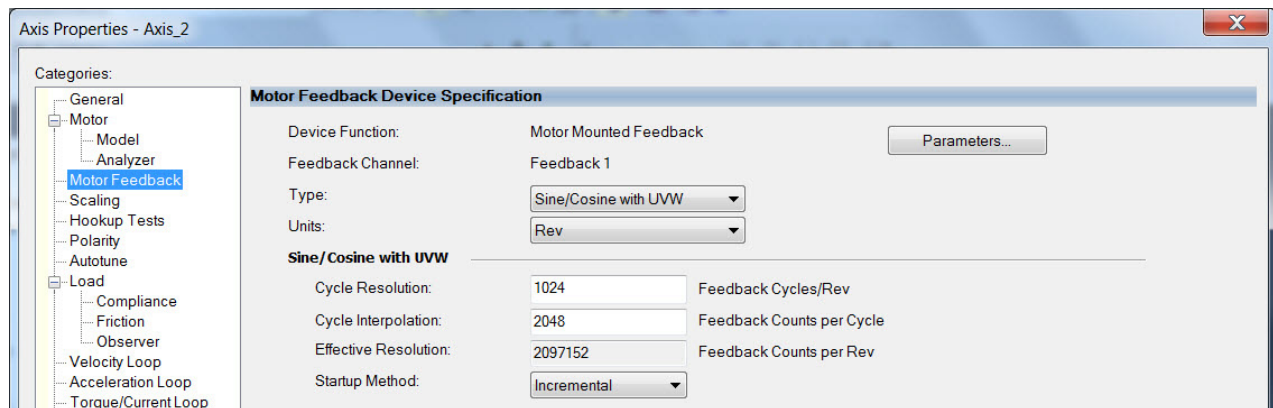 Axis Properties - Axis_2
X
Categories:
General
Motor
Model
Analyzer
Motor Feedback
Scaling
Hookup Tests
Polarity
Autotune
Load
Compliance
Friction
Observer
Velocity Loop
Acceleration Loop
Torque/Current Loop
Motor Feedback Device Specification
Device Function: Motor Mounted Feedback Parameters...
Feedback Channel: Feedback 1
Type: Sine/Cosine with UVW
Units: Rev
Sine/Cosine with UVW
Cycle Resolution: 1024 Feedback Cycles/Rev
Cycle Interpolation: 2048 Feedback Counts per Cycle
Effective Resolution: 2097152 Feedback Counts per Rev
Startup Method: Incremental